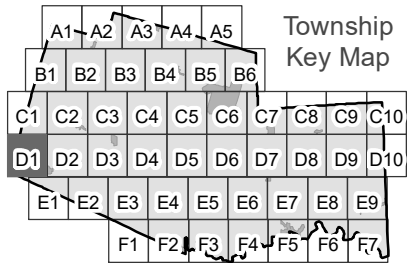 Township
Key Map
A1 A2 A3 A4 A5
B1 B2 B3 B4 B5 B6
C1 C2 C3 C4 C5 C6 C7 C8 C9 C10
D1 D2 D3 D4 D5 D6 D7 D8 D9 D10
E1 E2 E3 E4 E5 E6 E7 E8 E9
F1 F2 F3 F4 F5 F6 F7